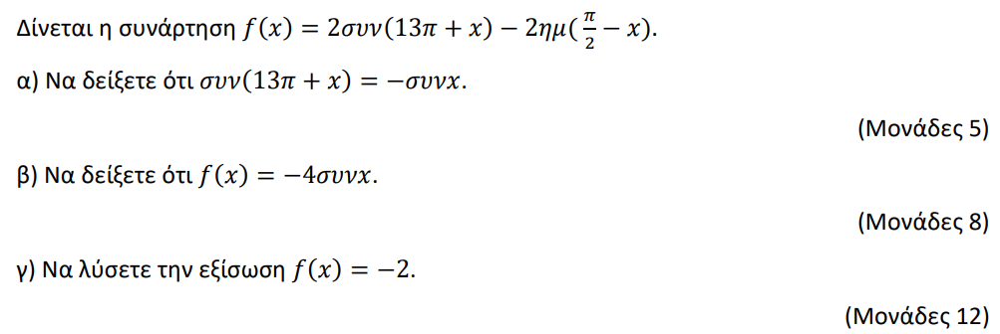 Δίνεται η συνάρτηση f(x) = 2συν(13π + x) − 2ημ(π/2 − x).
α) Να δείξετε ότι συν(13π + x) = −συνx.
(Μονάδες 5)
β) Να δείξετε ότι f(x) = −4συνx.
(Μονάδες 8)
γ) Να λύσετε την εξίσωση f(x) = −2.
(Μονάδες 12)